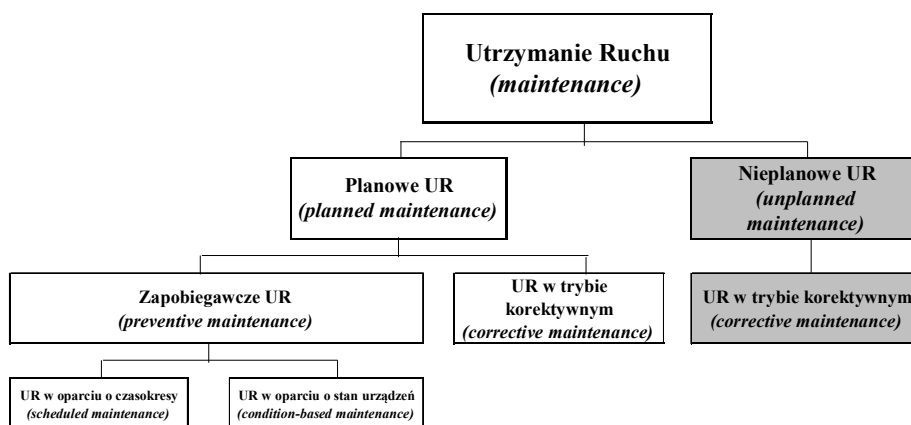 Utrzymanie Ruchu
(maintenance)
Planowe UR
(planned maintenance)
Nieplanowe UR
(unplanned
maintenance)
Zapobiegawcze UR
(preventive maintenance)
UR w trybie
korektywnym
(corrective maintenance)
UR w trybie korektywnym
(corrective maintenance)
UR w oparciu o czasokresy
(scheduled maintenance)
UR w oparciu o stan urządzeń
(condition-based maintenance)